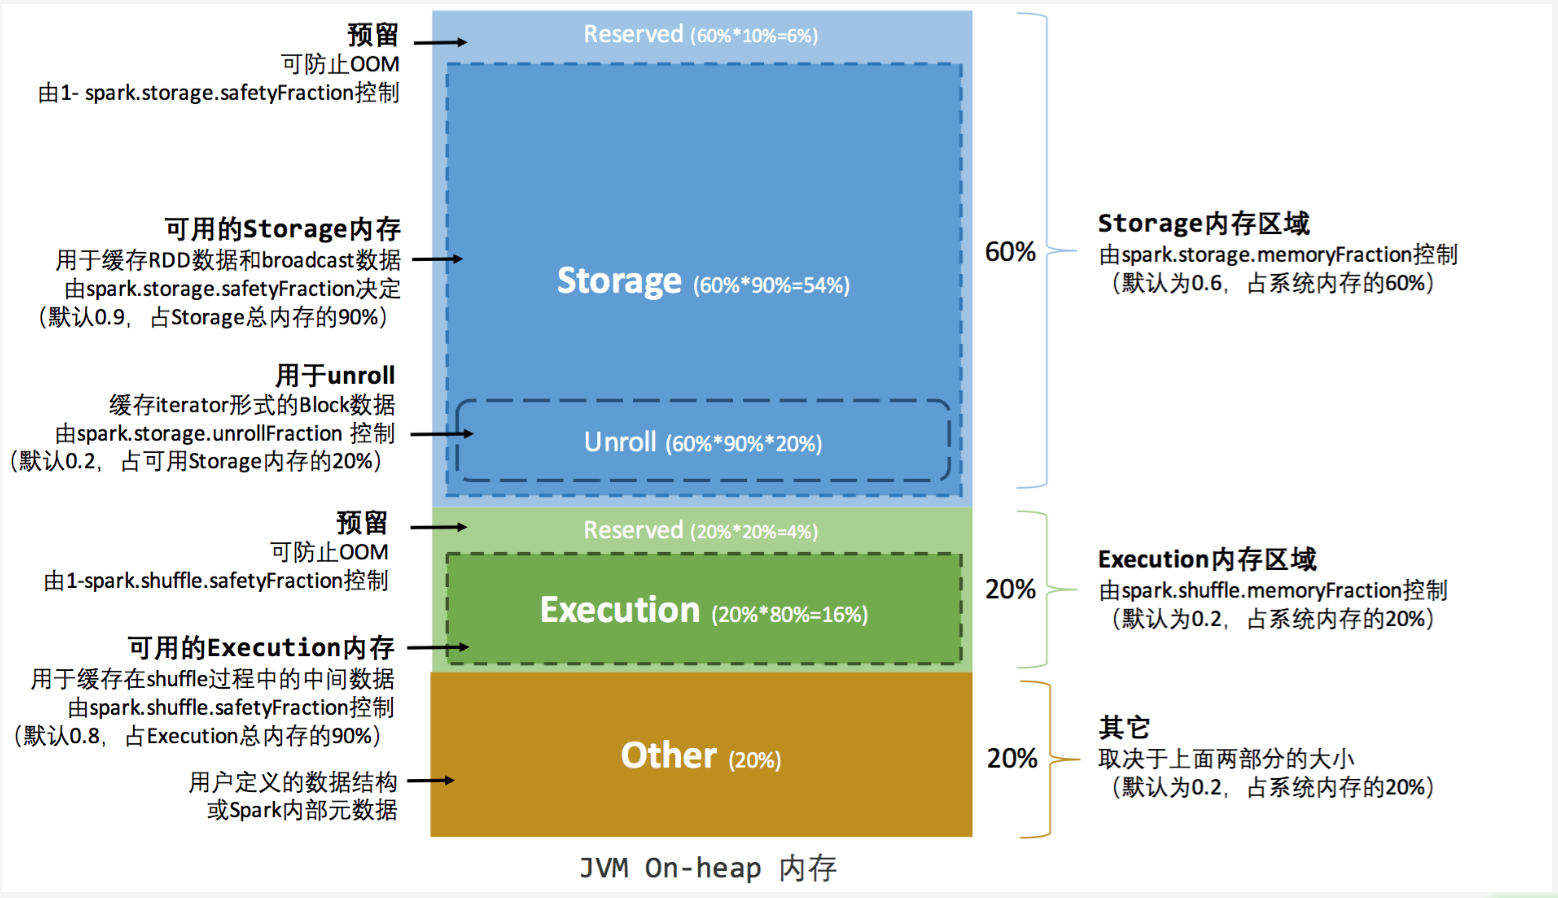 预留
可防止OOM
由1- spark.storage.safetyFraction控制
可用的Storage内存
用于缓存RDD数据和broadcast数据
由spark.storage.safetyFraction决定
（默认0.9，占Storage总内存的90%）
用于unroll
缓存iterator形式的Block数据
由spark.storage.unrollFraction 控制
（默认0.2，占可用Storage内存的20%）
预留
可防止OOM
由1-spark.shuffle.safetyFraction控制
可用的Execution内存
用于缓存在shuffle过程中的中间数据
由spark.shuffle.safetyFraction控制
（默认0.8，占Execution总内存的90%）
用户定义的数据结构
或Spark内部元数据
Reserved (60%*10%=6%)
Storage (60%*90%=54%)
Unroll (60%*90%*20%)
Reserved (20%*20%=4%)
Execution (20%*80%=16%)
Other (20%)
JVM On-heap 内存
60%
Storage内存区域
由spark.storage.memoryFraction控制
（默认为0.6，占系统内存的60%）
20%
Execution内存区域
由spark.shuffle.memoryFraction控制
（默认为0.2，占系统内存的20%）
20%
其它
取决于上面两部分的大小
（默认为0.2，占系统内存的20%）